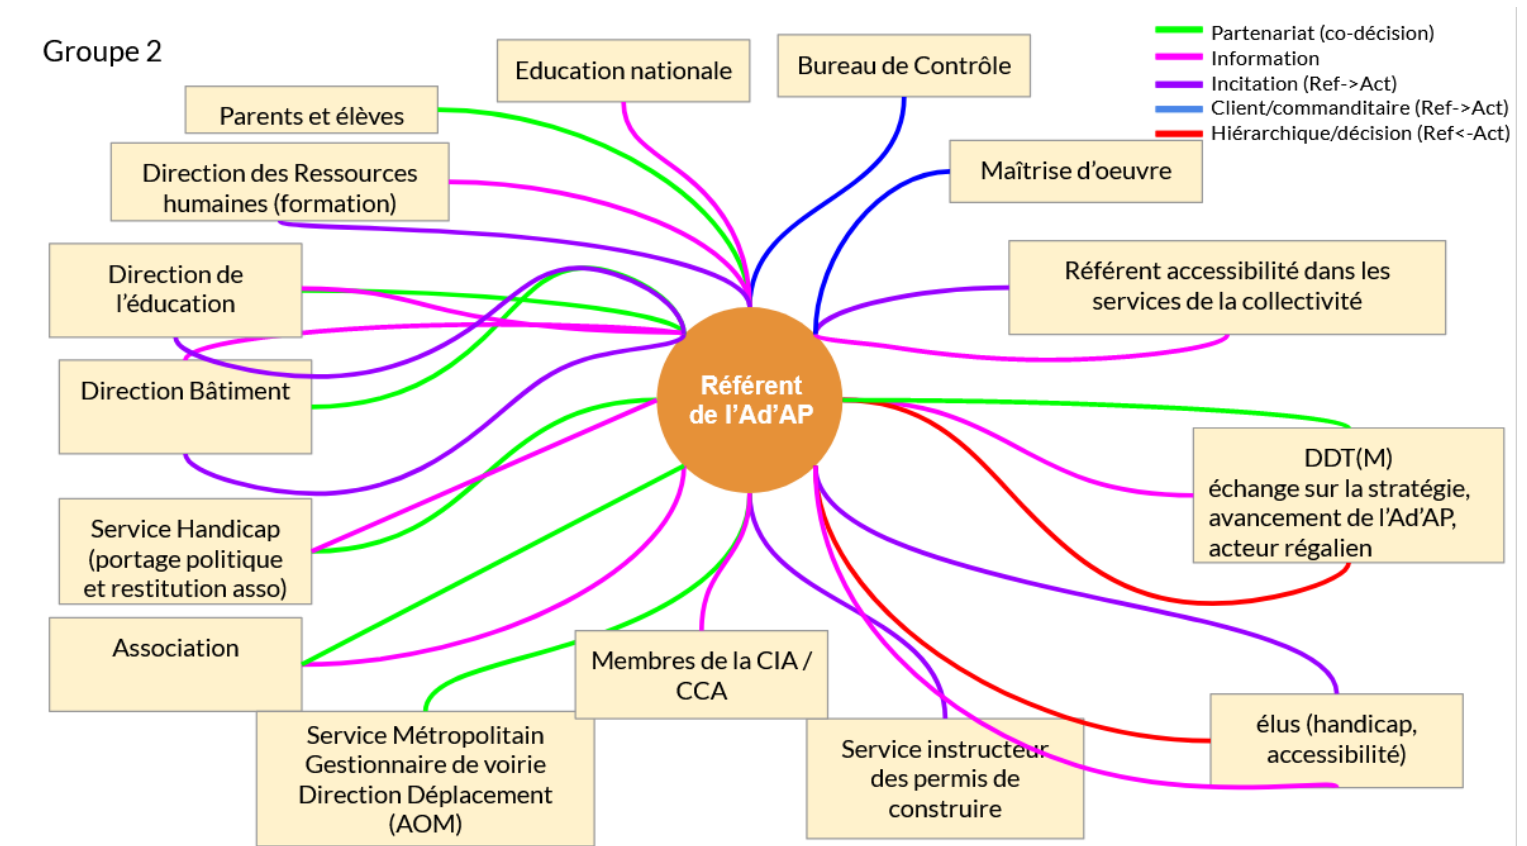 Groupe 2
Partenariat (co-décision)
Information
Incitation (Ref->Act)
Client/commanditaire (Ref->Act)
Hiérarchique/décision (Ref<-Act)
Education nationale
Bureau de Contrôle
Parents et élèves
Direction des Ressources
humaines (formation)
Maîtrise d'oeuvre
Direction de
l'éducation
Référent accessibilité dans les
services de la collectivité
Direction Bâtiment
Référent
de l'Ad'AP
DDT(M)
échange sur la stratégie,
avancement de l'Ad'AP,
acteur régalien
Service Handicap
(portage politique
et restitution asso)
Association
Membres de la CIA /
CCA
Service Métropolitain
Gestionnaire de voirie
Direction Déplacement
(AOM)
Service instructeur
des permis de
construire
élus (handicap,
accessibilité)